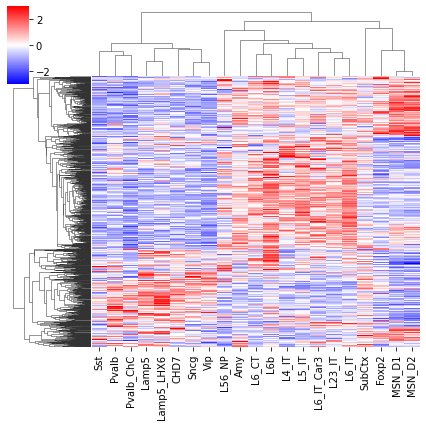 2
0
−2
Sst
Pvalb
Pvalb_ChC
Lamp5
Lamp5_LHX6
CHD7
Sncg
Vip
L56_NP
Amy
L6_CT
L6b
L4_IT
L5_IT
L6_IT_Car3
L23_IT
L6_IT
SubCtx
Foxp2
MSN_D1
MSN_D2